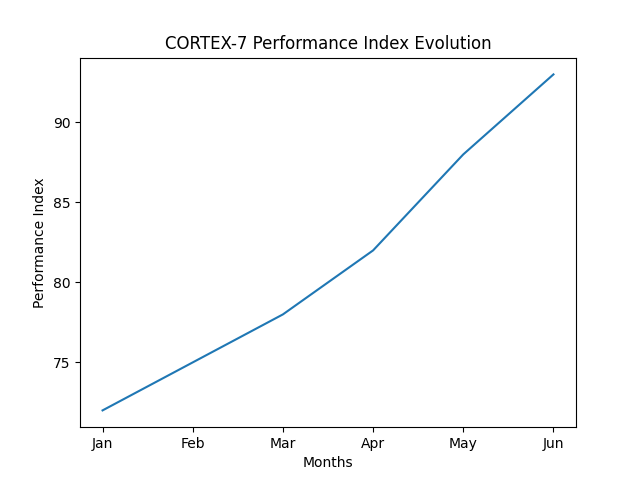 CORTEX-7 Performance Index Evolution
Performance Index
90
85
80
75
Jan Feb Mar Apr May Jun
Months